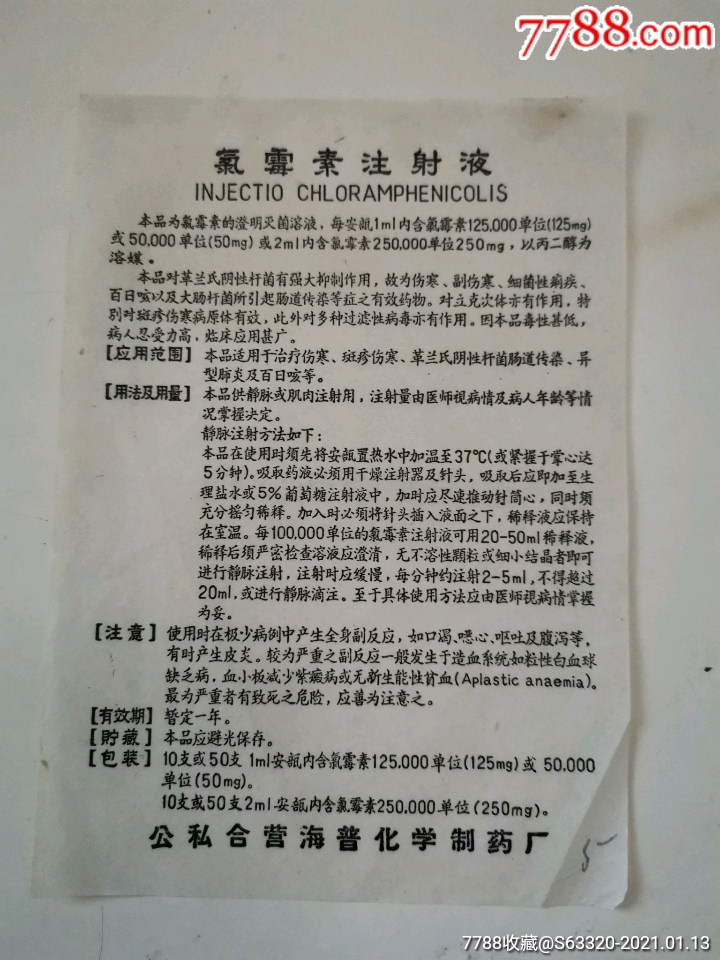 7788.com
氯霉素注射液
INJECTIO CHLORAMPHENICOLIS
本品为氯霉素的澄明灭菌溶液，每安瓿1ml内含氯霉素125,000单位(125mg)
或50,000单位(50mg)或2ml内含氯霉素250,000单位250mg，以丙二醇为
溶媒。
本品对革兰氏阴性杆菌有强大抑制作用，故为伤寒、副伤寒、细菌性痢疾、
百日咳以及大肠杆菌所引起肠道传染等症之有效药物。对立克次体亦有作用，特
别对斑疹伤寒病原体有效，此外对多种过滤性病毒亦有作用。因本品毒性甚低，
病人忍受力高，临床应用甚广。
【应用范围】 本品适用于治疗伤寒、斑疹伤寒、革兰氏阴性杆菌肠道传染、异
型肺炎及百日咳等。
【用法及用量】 本品供静脉或肌肉注射用，注射量由医师视病情及病人年龄等情
况掌握决定。
静脉注射方法如下：
本品在使用时须先将安瓿置热水中加温至37℃(或紧握于掌心达
5分钟)。吸取药液必须用干燥注射器及针头，吸取后应即加至生
理盐水或5%葡萄糖注射液中，加时应尽速推动针筒心，同时须
充分摇匀稀释。加入时必须将针头插入液面之下，稀释液应保持
在室温。每100,000单位的氯霉素注射液可用20-50ml稀释液，
稀释后须严密检查溶液应澄清，无不溶性颗粒或细小结晶者即可
进行静脉注射，注射时应缓慢，每分钟约注射2-5ml，不得超过
20ml，或进行静脉滴注。至于具体使用方法应由医师视病情掌握
为妥。
【注意】 使用时在极少病例中产生全身副反应，如口渴、噁心、呕吐及腹泻等，
有时产生皮炎。较为严重之副反应一般发生于造血系统如粒性白血球
缺乏病，血小板减少紫癜病或无新生能性贫血(Aplastic anaemia)。
最为严重者有致死之危险，应善为注意之。
【有效期】 暂定一年。
【貯藏】 本品应避光保存。
【包装】 10支或50支 1ml安瓿内含氯霉素125,000单位(125mg)或 50,000
单位(50mg)。
10支或50支2ml安瓿内含氯霉素250,000单位(250mg)。
公私合营海普化学制药厂
5
7788收藏@S63320-2021.01.13